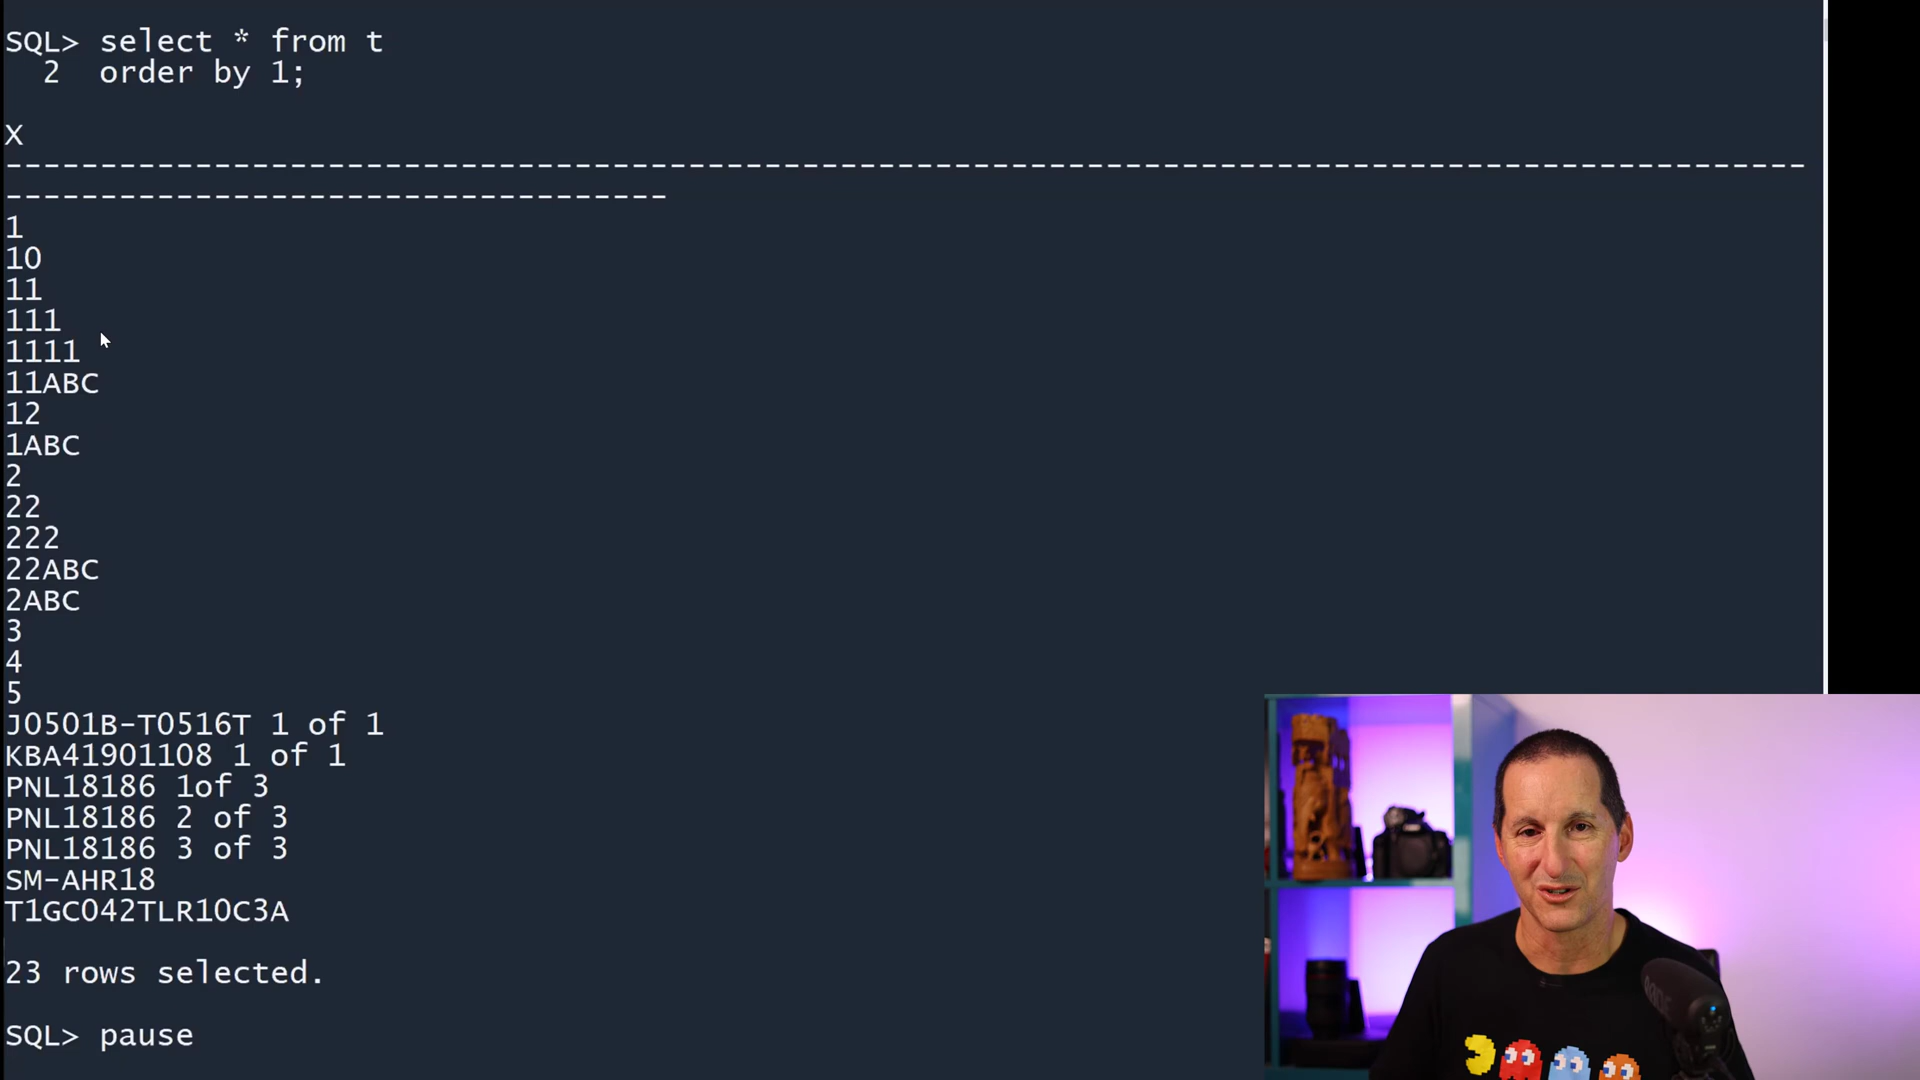 SQL> select * from t
  2  order by 1;
X
------------------------------------------------------------------------------------------------
-----------------------------------
1
10
11
111
1111
11ABC
12
1ABC
2
22
222
22ABC
2ABC
3
4
5
J0501B-T0516T 1 of 1
KBA41901108 1 of 1
PNL18186 1of 3
PNL18186 2 of 3
PNL18186 3 of 3
SM-AHR18
T1GC042TLR10C3A
23 rows selected.
SQL> pause
RODE